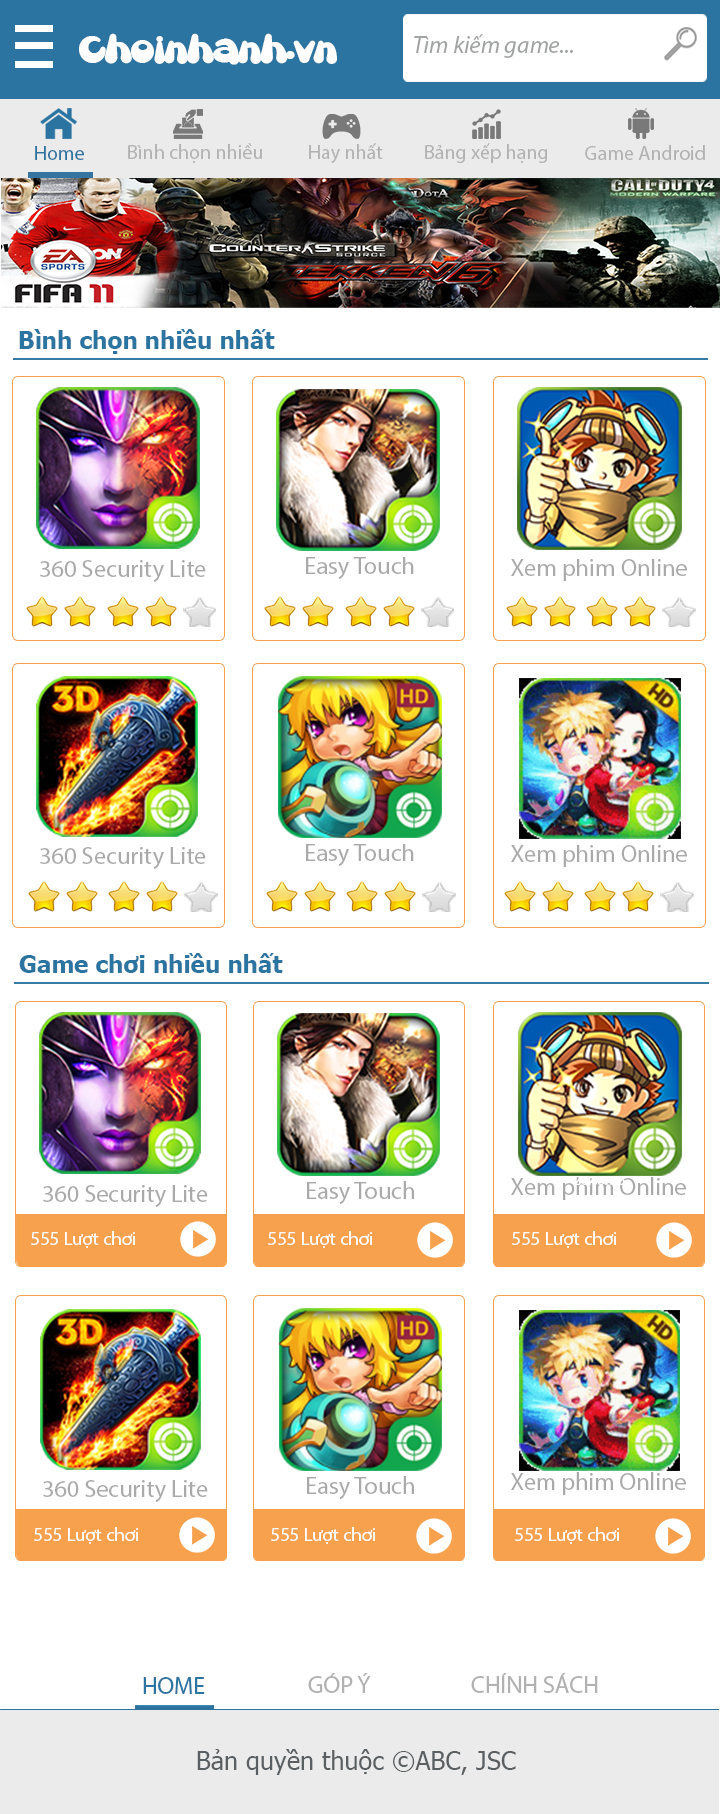 Choinhanh.vn
Tìm kiếm game...
Home
Bình chọn nhiều
Hay nhất
Bảng xếp hạng
Game Android
EA
SPORTS
FIFA 11
COUNTER STRIKE
SOURCE
DOTA
TEKKEN 6
CALL OF DUTY 4
MODERN WARFARE
Bình chọn nhiều nhất
360 Security Lite
Easy Touch
Xem phim Online
3D
HD
HD
360 Security Lite
Easy Touch
Xem phim Online
Game chơi nhiều nhất
360 Security Lite
Easy Touch
Xem phim Online
555 Lượt chơi
555 Lượt chơi
555 Lượt chơi
3D
HD
HD
360 Security Lite
Easy Touch
Xem phim Online
555 Lượt chơi
555 Lượt chơi
555 Lượt chơi
HOME
GÓP Ý
CHÍNH SÁCH
Bản quyền thuộc ©ABC, JSC